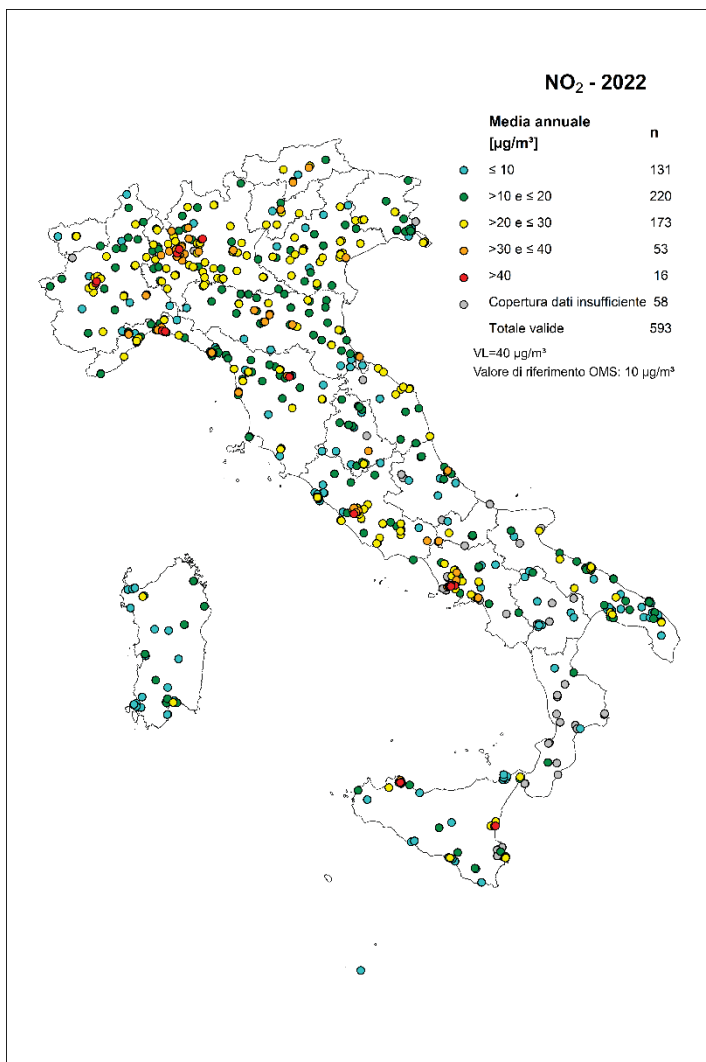 NO₂ - 2022
Media annuale [µg/m³] n
≤ 10 131
>10 e ≤ 20 220
>20 e ≤ 30 173
>30 e ≤ 40 53
>40 16
Copertura dati insufficiente 58
Totale valide 593
VL=40 µg/m³
Valore di riferimento OMS: 10 µg/m³